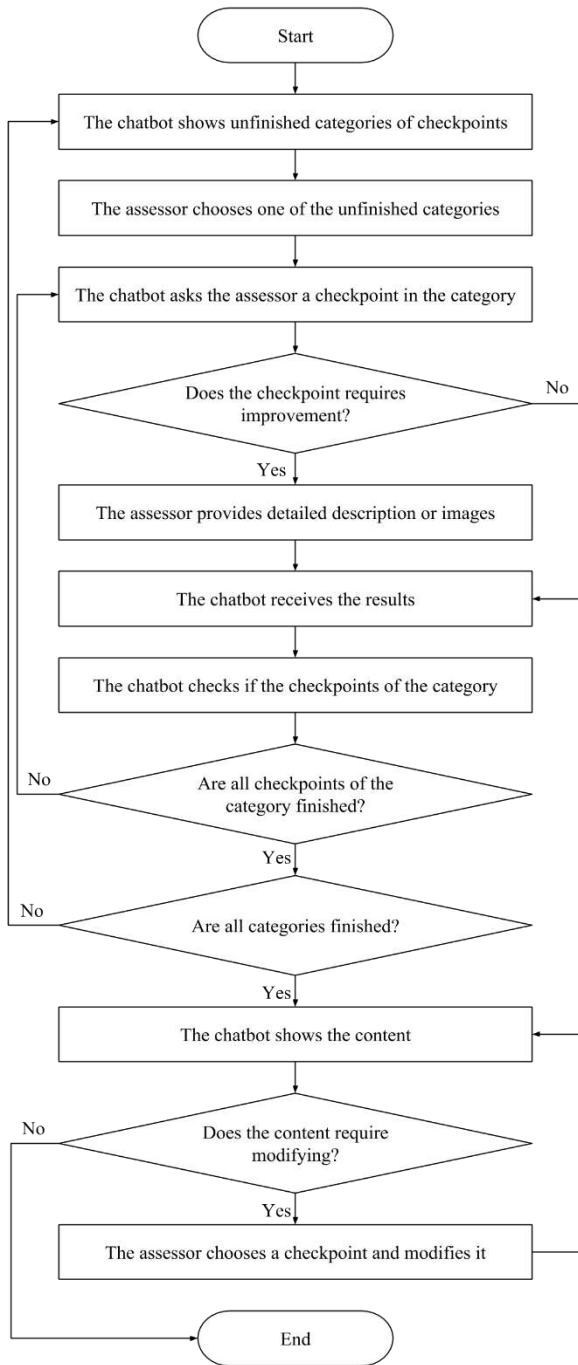 Start
The chatbot shows unfinished categories of checkpoints
The assessor chooses one of the unfinished categories
The chatbot asks the assessor a checkpoint in the category
Does the checkpoint requires
improvement?
No
Yes
The assessor provides detailed description or images
The chatbot receives the results
The chatbot checks if the checkpoints of the category
No
Are all checkpoints of the
category finished?
Yes
No
Are all categories finished?
Yes
The chatbot shows the content
No
Does the content require
modifying?
Yes
The assessor chooses a checkpoint and modifies it
End